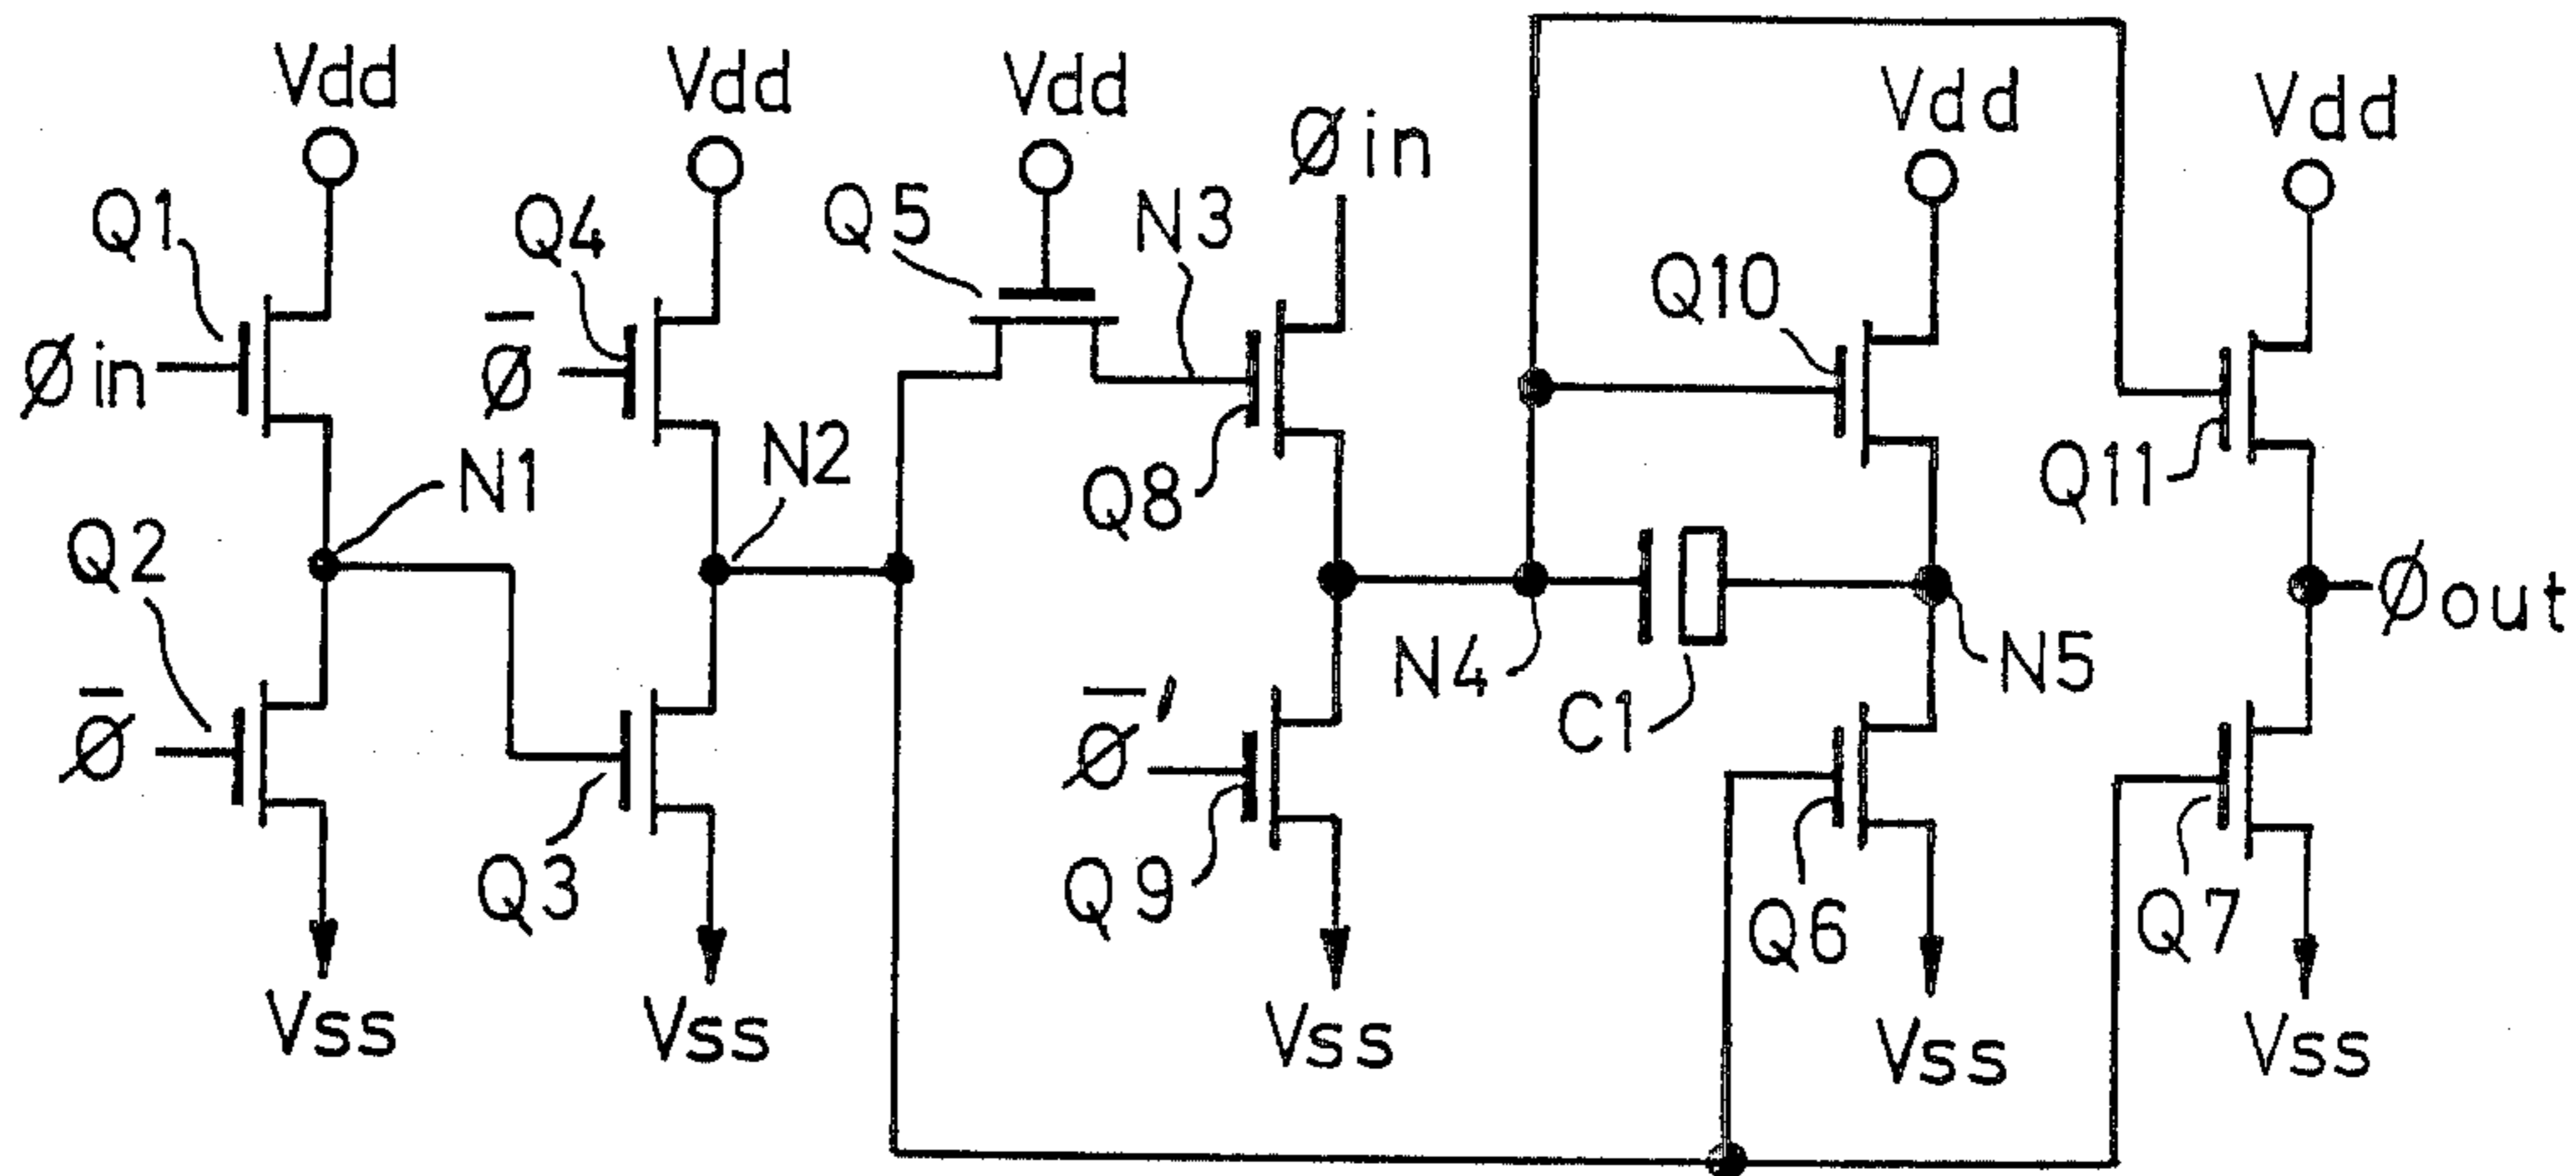 Vdd
Vdd
Vdd
Øin
Vdd
Vdd
Q1
Q4
Q5
N3
Q10
Øin
Ø̅
Q8
Q11
N1
N2
Q2
Øout
N4
N5
C1
Ø̅
Ø̅'
Q3
Q9
Q6
Q7
Vss
Vss
Vss
Vss
Vss